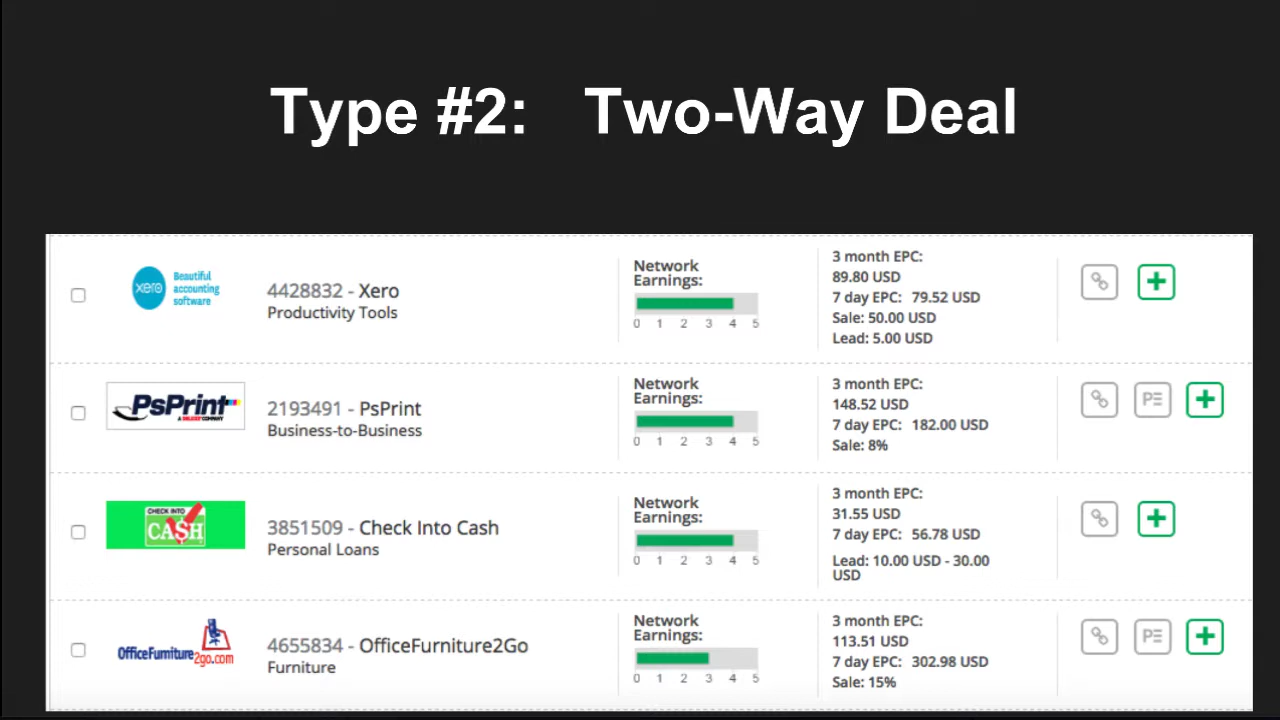 Type #2: Two-Way Deal
xero Beautiful accounting software
4428832 - Xero
Productivity Tools
Network Earnings:
0 1 2 3 4 5
3 month EPC:
89.80 USD
7 day EPC: 79.52 USD
Sale: 50.00 USD
Lead: 5.00 USD
PsPrint
2193491 - PsPrint
Business-to-Business
Network Earnings:
0 1 2 3 4 5
3 month EPC:
148.52 USD
7 day EPC: 182.00 USD
Sale: 8%
PE
CHECK INTO
CA$H
3851509 - Check Into Cash
Personal Loans
Network Earnings:
0 1 2 3 4 5
3 month EPC:
31.55 USD
7 day EPC: 56.78 USD
Lead: 10.00 USD - 30.00
USD
OfficeFurniture2go.com
4655834 - OfficeFurniture2Go
Furniture
Network Earnings:
0 1 2 3 4 5
3 month EPC:
113.51 USD
7 day EPC: 302.98 USD
Sale: 15%
PE